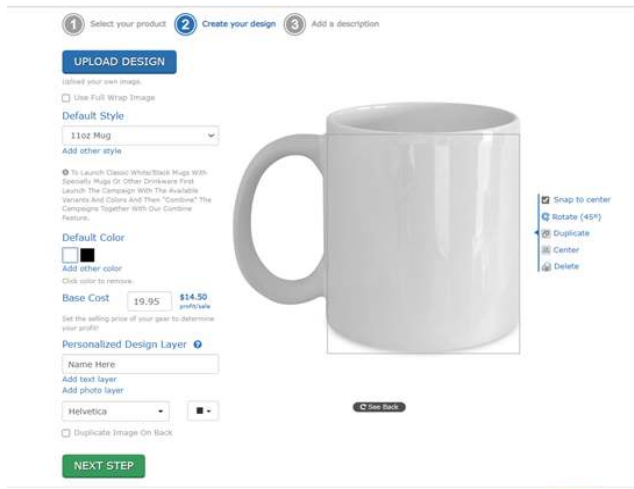 1 Select your product 2 Create your design 3 Add a description
UPLOAD DESIGN
Upload your own image.
Use Full Wrap Image
Default Style
11oz Mug
Add other style
To Launch Classic White/Black Mugs With
Specialty Mugs Or Other Drinkware First
Launch The Campaign With The Available
Variants And Colors And Then "Combine" The
Campaigns Together With Our Combine
Feature.
Default Color
Add other color
Click color to remove.
Base Cost 19.95 $14.50
profit/sale
Set the selling price of your gear to determine
your profit!
Personalized Design Layer ?
Name Here
Add text layer
Add photo layer
Helvetica
Duplicate Image On Back
NEXT STEP
Snap to center
Rotate (45º)
Duplicate
Center
Delete
See Back